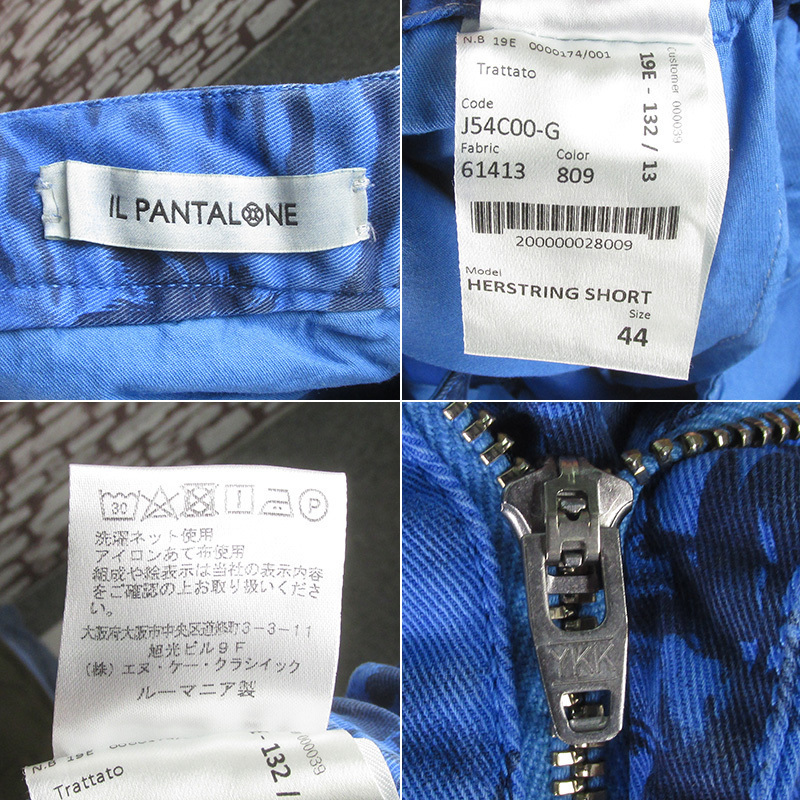 IL PANTALONE
N.B 19E 0000174/001
Trattato
Customer 000039
19E - 132 / 13
Code
J54C00-G
Fabric
Color
61413
809
200000028009
Model
HERSTRING SHORT
Size
44
30
P
洗濯ネット使用
アイロンあて布使用
組成や絵表示は当社の表示内容
をご確認の上お取り扱いくださ
い。
大阪府大阪市中央区道修町3-3-11
旭光ビル9F
(株)エヌ・ケー・クラシイック
ルーマニア製
N.B 19E 0000174/001
Trattato
-132/
000039
YKK